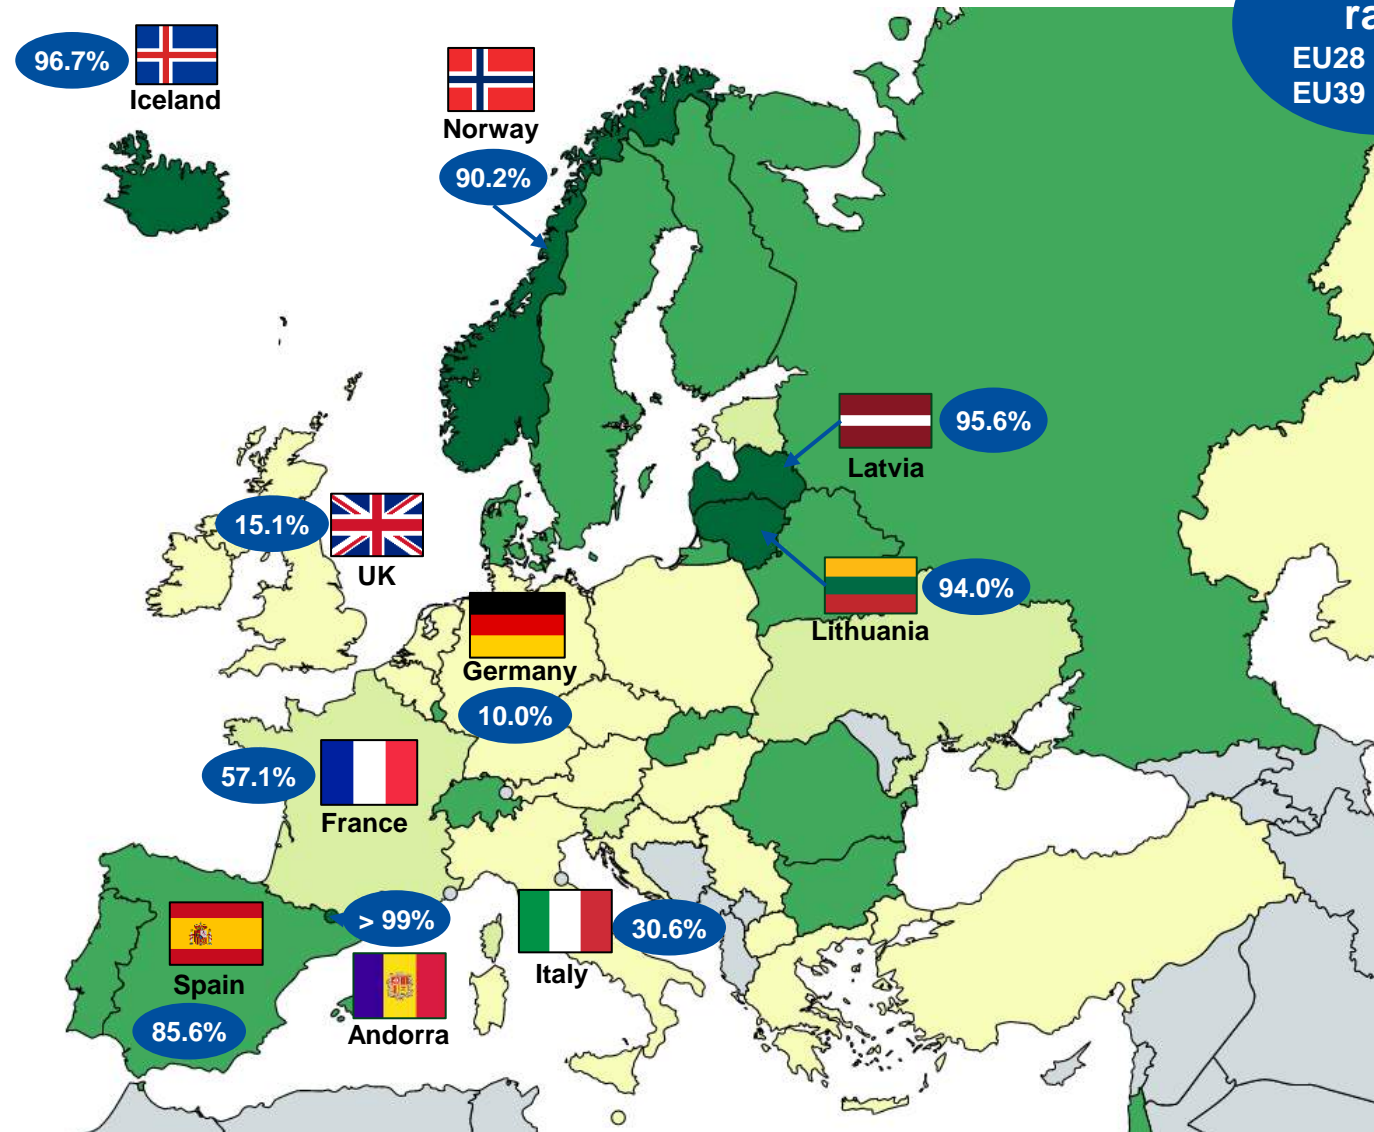 ra
EU28
EU39
96.7%
Iceland
Norway
90.2%
95.6%
Latvia
15.1%
UK
94.0%
Lithuania
Germany
10.0%
57.1%
France
> 99%
Spain
30.6%
Italy
85.6%
Andorra